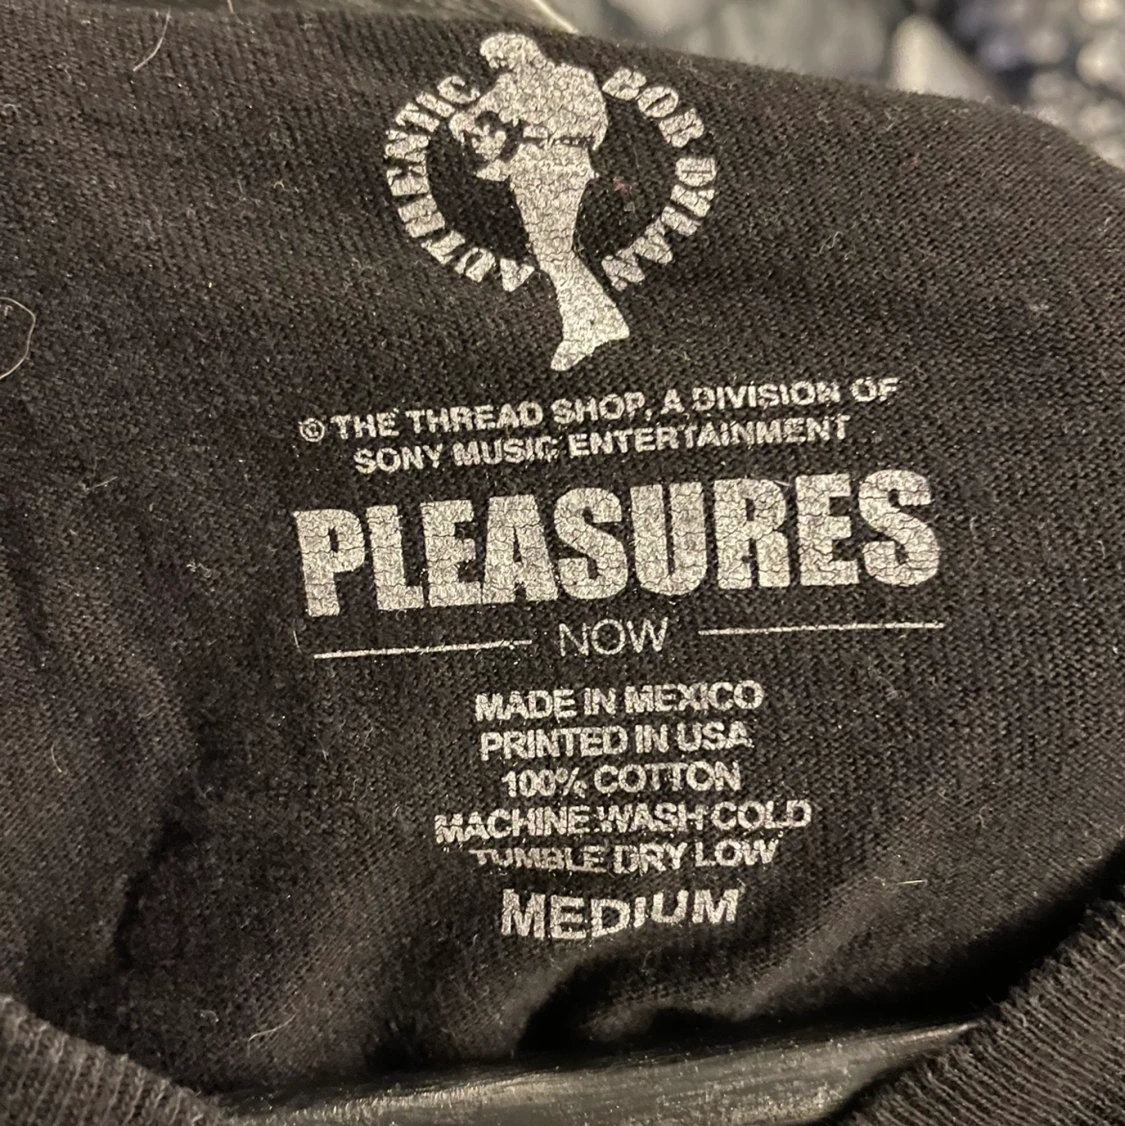 AUTHENTIC BOB DYLAN
© THE THREAD SHOP, A DIVISION OF
SONY MUSIC ENTERTAINMENT
PLEASURES
NOW
MADE IN MEXICO
PRINTED IN USA
100% COTTON
MACHINE WASH COLD
TUMBLE DRY LOW
MEDIUM